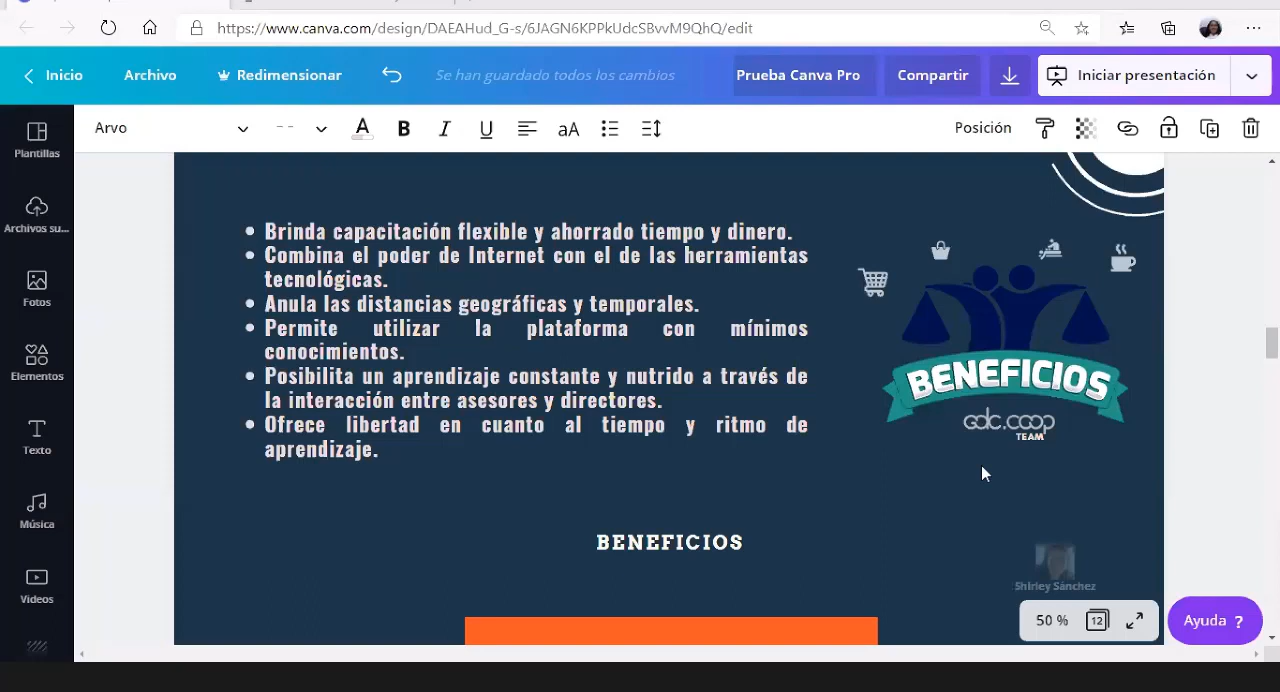 https://www.canva.com/design/DAEAHud_G-s/6JAGN6KPPkUdcSBvvM9QhQ/edit
Inicio
Archivo
Redimensionar
Se han guardado todos los cambios
Prueba Canva Pro
Compartir
Iniciar presentación
Arvo
-- 
A
B
I
U
aA
Posición
Plantillas
Archivos su...
Fotos
Elementos
Texto
Música
Videos
• Brinda capacitación flexible y ahorrado tiempo y dinero.
• Combina el poder de Internet con el de las herramientas
tecnológicas.
• Anula las distancias geográficas y temporales.
• Permite utilizar la plataforma con mínimos
conocimientos.
• Posibilita un aprendizaje constante y nutrido a través de
la interacción entre asesores y directores.
• Ofrece libertad en cuanto al tiempo y ritmo de
aprendizaje.
BENEFICIOS
gdc.coop
TEAM
BENEFICIOS
Shirley Sánchez
50 %
12
Ayuda ?